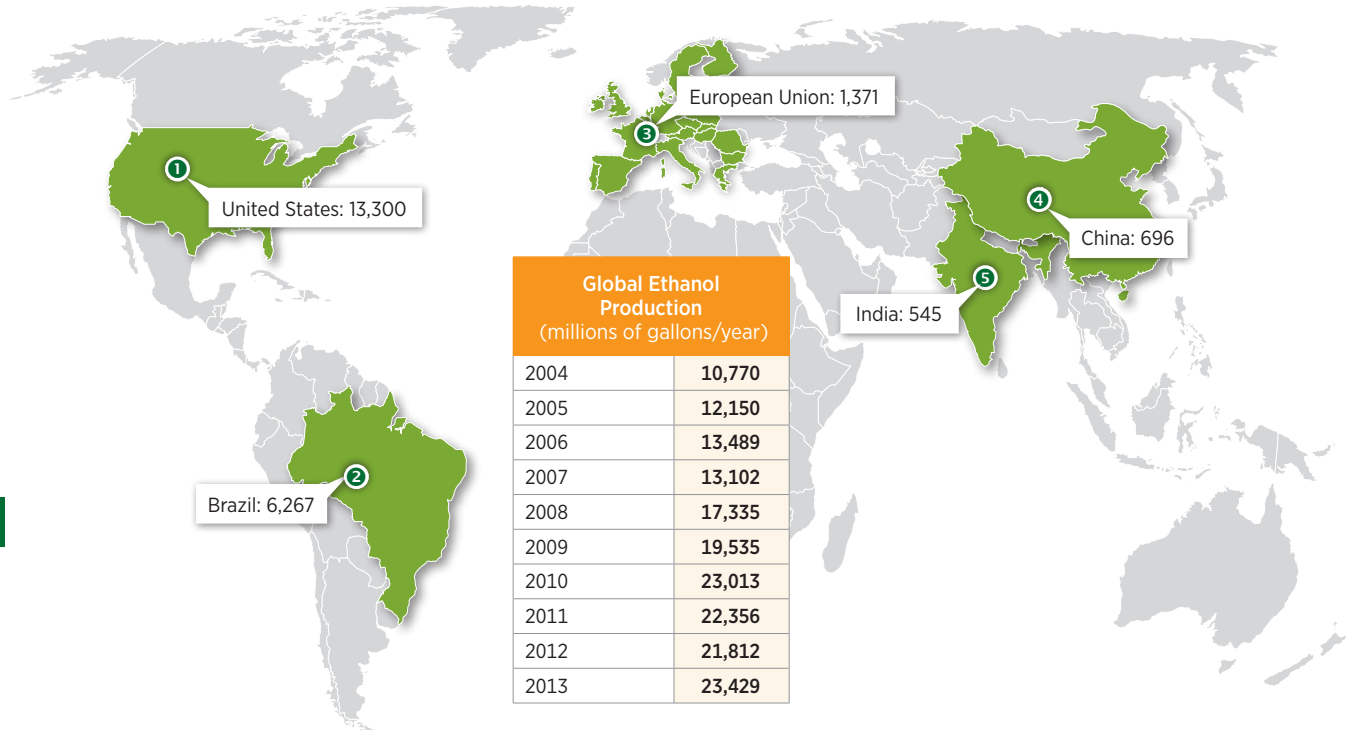 1
United States: 13,300
2
Brazil: 6,267
3
European Union: 1,371
4
China: 696
5
India: 545
Global Ethanol
Production
(millions of gallons/year)
2004 10,770
2005 12,150
2006 13,489
2007 13,102
2008 17,335
2009 19,535
2010 23,013
2011 22,356
2012 21,812
2013 23,429